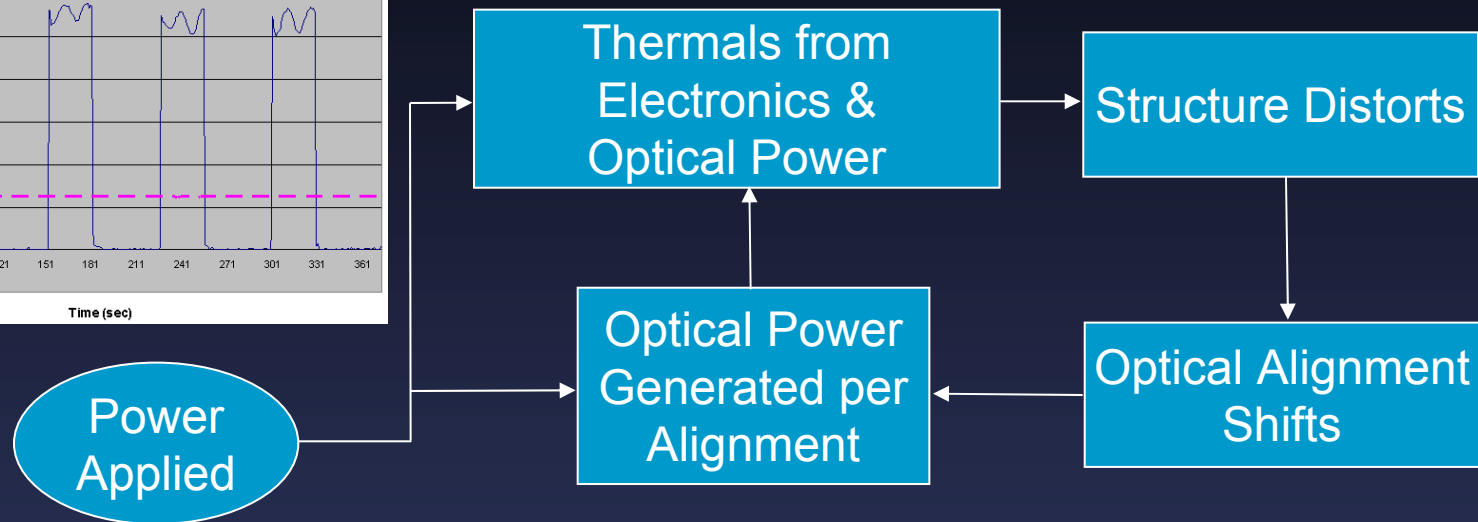 151 181 211 241 271 301 331 361
Time (sec)
Thermals from
Electronics &
Optical Power
Structure Distorts
Optical Power
Generated per
Alignment
Optical Alignment
Shifts
Power
Applied